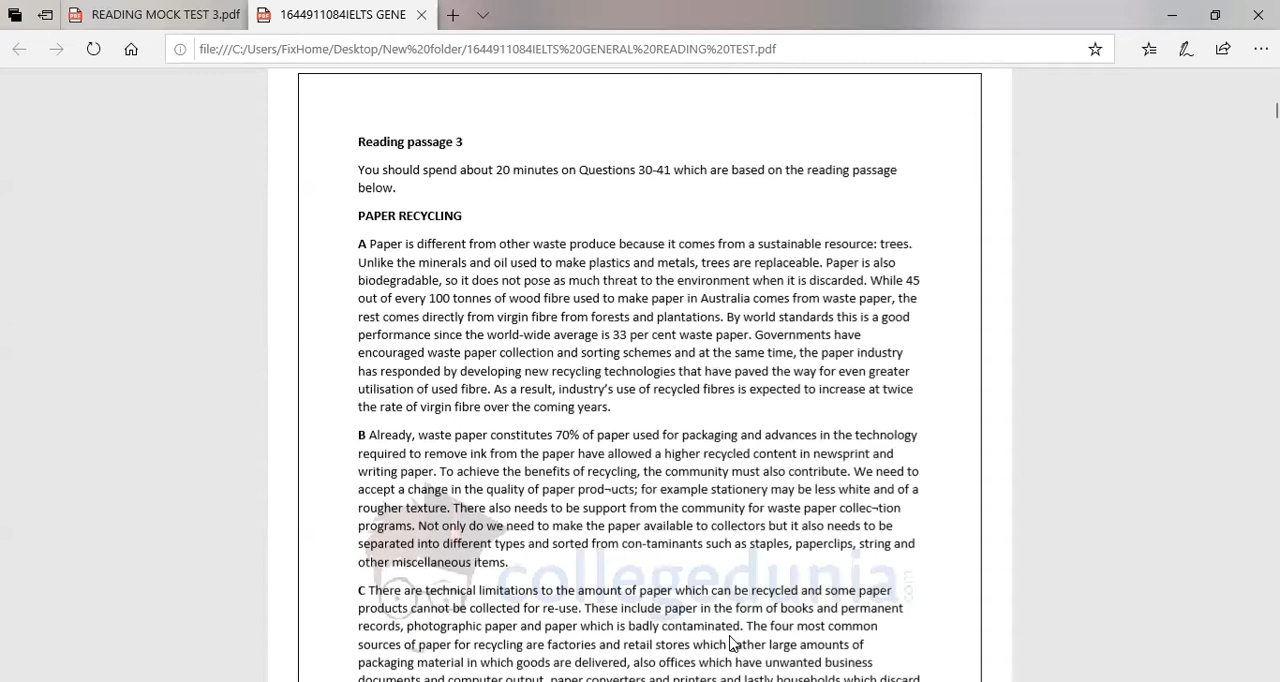 READING MOCK TEST 3.pdf
1644911084IELTS GENE
file:///C:/Users/FixHome/Desktop/New%20folder/1644911084IELTS%20GENERAL%20READING%20TEST.pdf
Reading passage 3
You should spend about 20 minutes on Questions 30-41 which are based on the reading passage
below.
PAPER RECYCLING
A Paper is different from other waste produce because it comes from a sustainable resource: trees.
Unlike the minerals and oil used to make plastics and metals, trees are replaceable. Paper is also
biodegradable, so it does not pose as much threat to the environment when it is discarded. While 45
out of every 100 tonnes of wood fibre used to make paper in Australia comes from waste paper, the
rest comes directly from virgin fibre from forests and plantations. By world standards this is a good
performance since the world-wide average is 33 per cent waste paper. Governments have
encouraged waste paper collection and sorting schemes and at the same time, the paper industry
has responded by developing new recycling technologies that have paved the way for even greater
utilisation of used fibre. As a result, industry’s use of recycled fibres is expected to increase at twice
the rate of virgin fibre over the coming years.
B Already, waste paper constitutes 70% of paper used for packaging and advances in the technology
required to remove ink from the paper have allowed a higher recycled content in newsprint and
writing paper. To achieve the benefits of recycling, the community must also contribute. We need to
accept a change in the quality of paper prod¬ucts; for example stationery may be less white and of a
rougher texture. There also needs to be support from the community for waste paper collec¬tion
programs. Not only do we need to make the paper available to collectors but it also needs to be
separated into different types and sorted from con-taminants such as staples, paperclips, string and
other miscellaneous items.
collegedunia
.com
C There are technical limitations to the amount of paper which can be recycled and some paper
products cannot be collected for re-use. These include paper in the form of books and permanent
records, photographic paper and paper which is badly contaminated. The four most common
sources of paper for recycling are factories and retail stores which gather large amounts of
packaging material in which goods are delivered, also offices which have unwanted business
documents and computer output, paper converters and printers and lastly households which discard